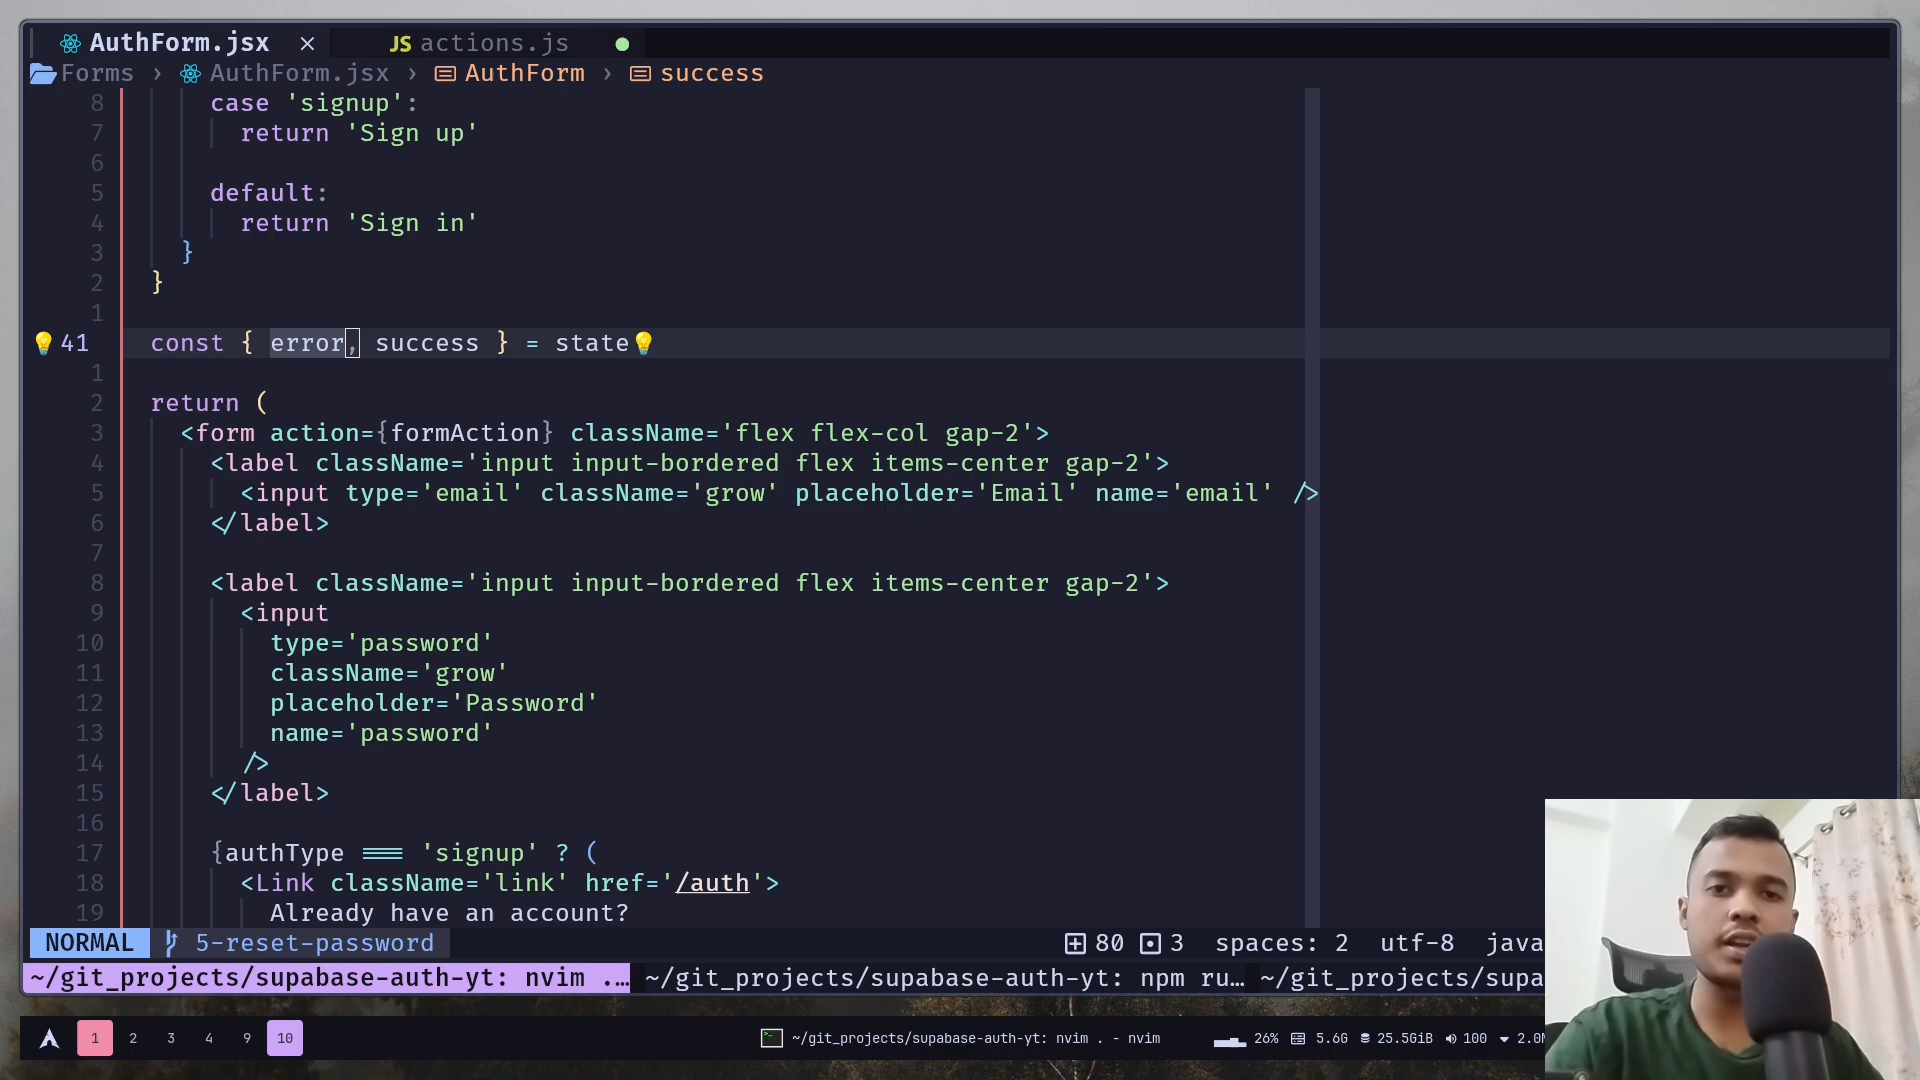 AuthForm.jsx × JS actions.js
Forms › AuthForm.jsx › AuthForm › success
8 case 'signup':
7 return 'Sign up'
6
5 default:
4 return 'Sign in'
3 }
2 }
1
41 const { error, success } = state
1
2 return (
3 <form action={formAction} className='flex flex-col gap-2'>
4 <label className='input input-bordered flex items-center gap-2'>
5 <input type='email' className='grow' placeholder='Email' name='email' />
6 </label>
7
8 <label className='input input-bordered flex items-center gap-2'>
9 <input
10 type='password'
11 className='grow'
12 placeholder='Password'
13 name='password'
14 />
15 </label>
16
17 {authType === 'signup' ? (
18 <Link className='link' href='/auth'>
19 Already have an account?
NORMAL 5-reset-password 80 3 spaces: 2 utf-8 java
~/git_projects/supabase-auth-yt: nvim .… ~/git_projects/supabase-auth-yt: npm ru… ~/git_projects/supa
1 2 3 4 9 10 ~/git_projects/supabase-auth-yt: nvim . - nvim 26% 5.6G 25.5GiB 100 2.0M